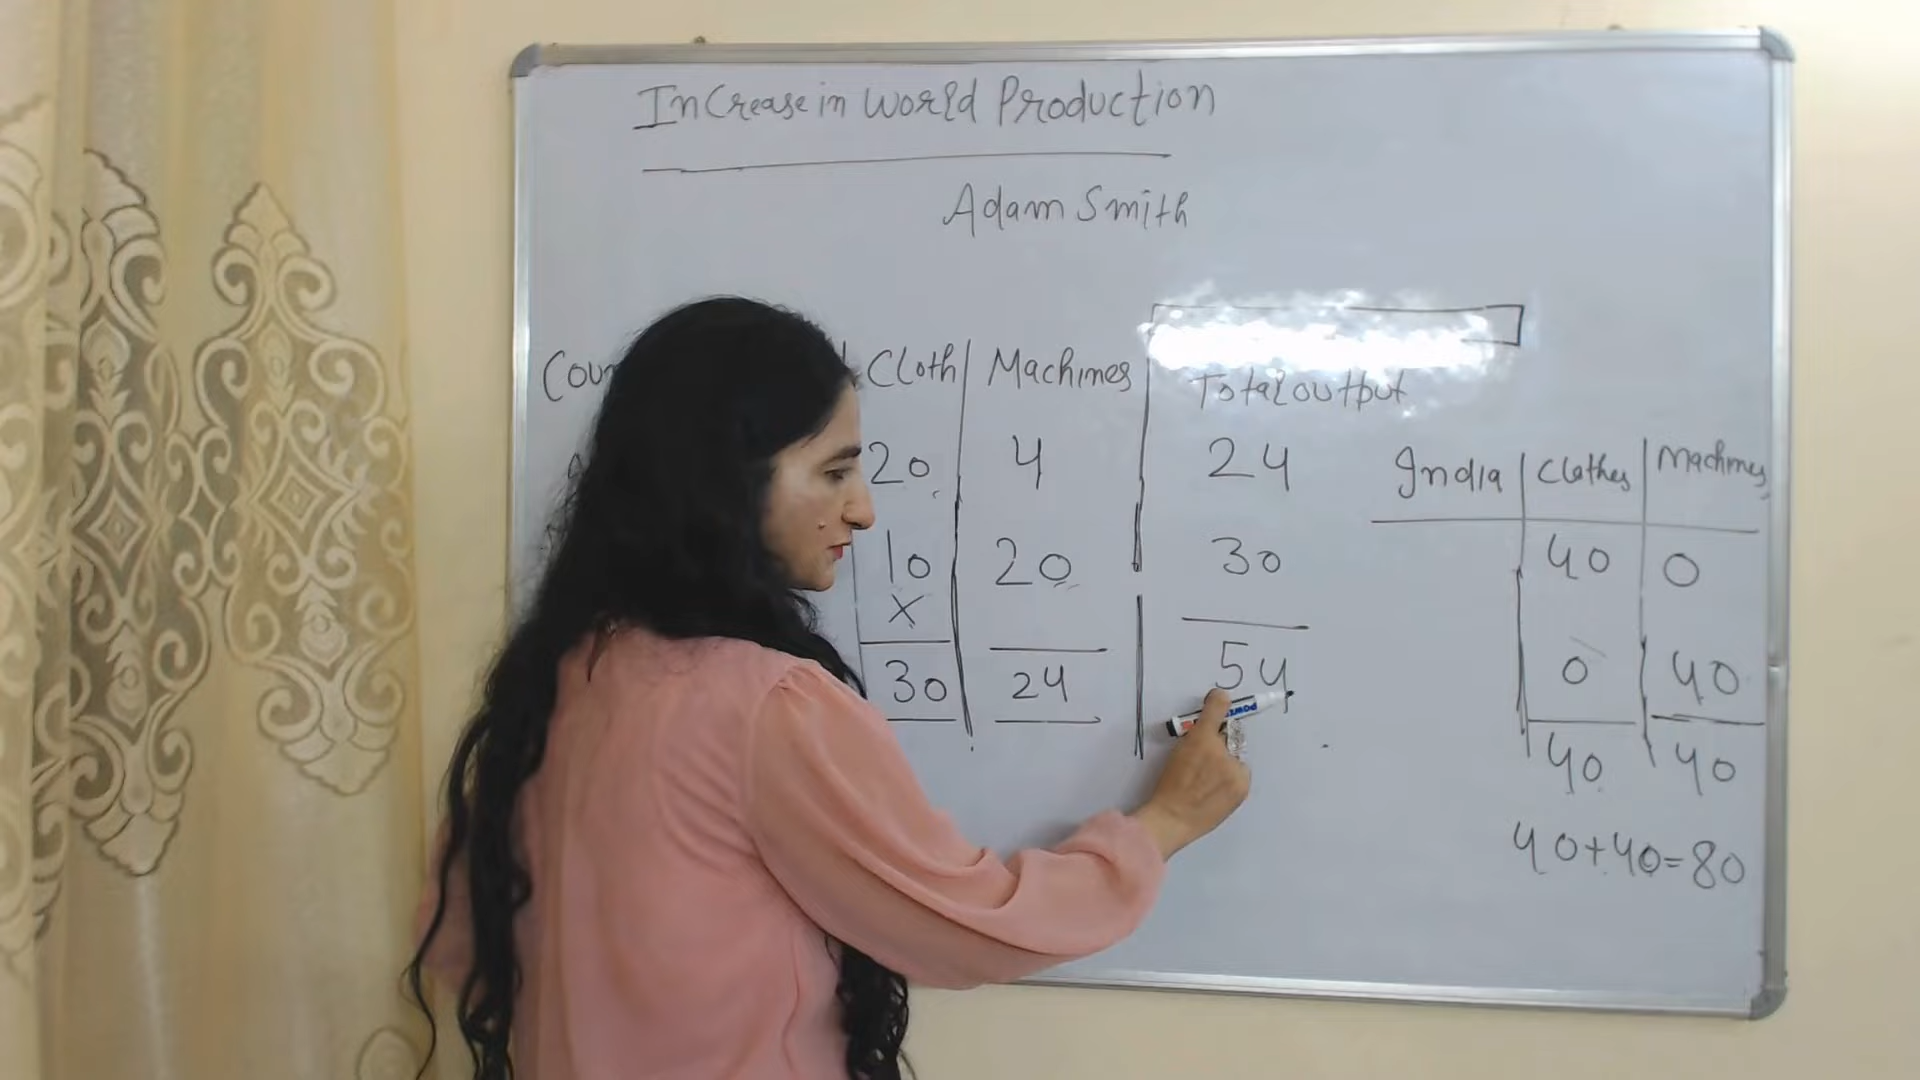 InCrease in World Production
Adam Smith
Cloth Machines Total output
20 4 24
10 20 30
X
30 24 54
India Clothes Machines
40 0
0 40
40 40
40+40=80